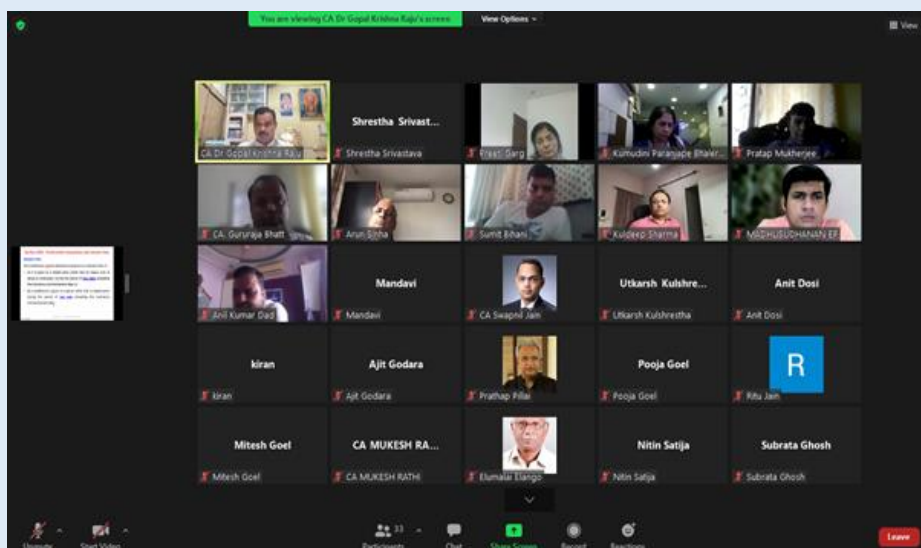 You are viewing CA Dr Gopal Krishna Raju's screen
View Options
View
CA Dr Gopal Krishna Raju
Shrestha Srivast...
Shrestha Srivastava
Preeti Garg
Kumudini Paranjape Bhaler...
Pratap Mukherjee
CA. Gururaja Bhatt
Arun Sinha
Sumit Bihani
Kuldeep Sharma
MADHUSUDHANAN EP
Anil Kumar Dad
Mandavi
Mandavi
CA Swapnil Jain
Utkarsh Kulshre...
Utkarsh Kulshrestha
Anit Dosi
Anit Dosi
kiran
kiran
Ajit Godara
Ajit Godara
Prathap Pillai
Pooja Goel
Pooja Goel
R
Ritu Jain
Mitesh Goel
Mitesh Goel
CA MUKESH RA...
CA MUKESH RATHI
Elumalai Elango
Nitin Satija
Nitin Satija
Subrata Ghosh
Subrata Ghosh
Unmute
Start Video
33
Participants
Chat
Share Screen
Record
Reactions
Leave